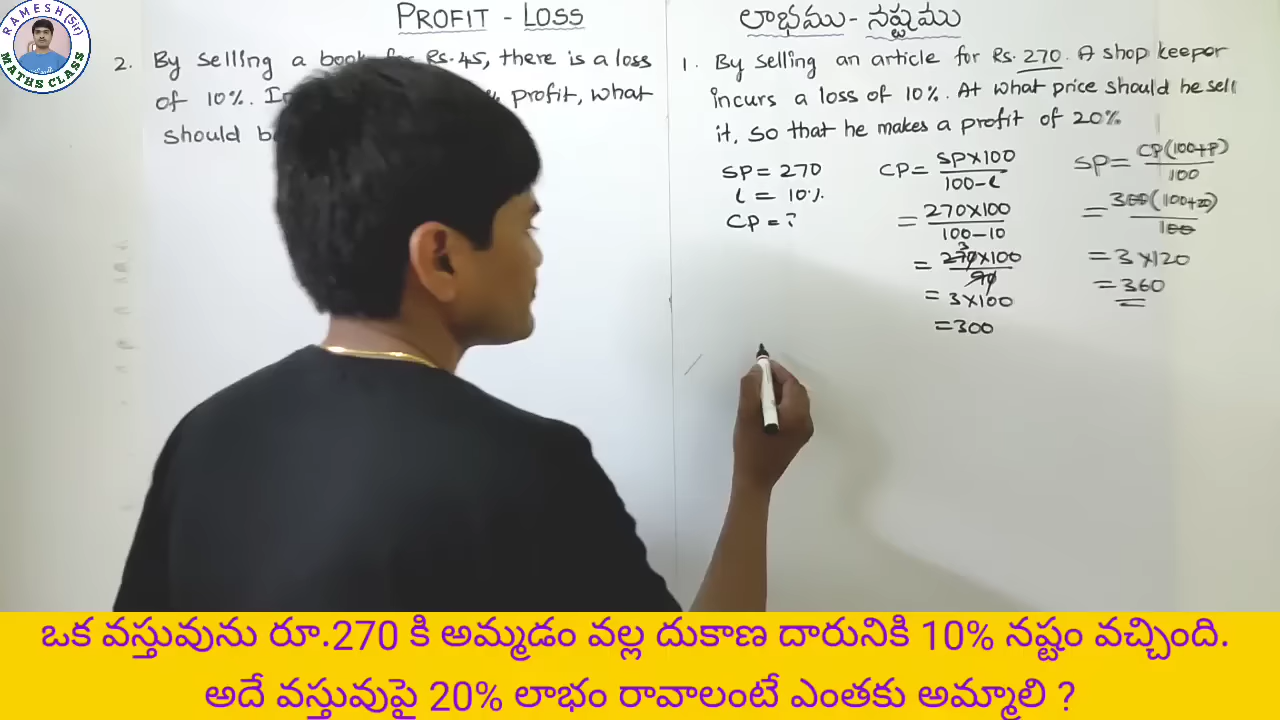 RAMESH (Sir)
MATHS CLASS
PROFIT - LOSS
2. By selling a book for Rs. 45, there is a loss
of 10%. profit, what
should
లాభము - నష్టము
1. By selling an article for Rs. 270. A shop keeper
incurs a loss of 10%. At what price should he sell
it, so that he makes a profit of 20%
SP = 270
l = 10%.
CP = ?
CP = SP×100
100-l
= 270×100
100-10
= 270×100
3
90
= 3×100
=300
SP = CP(100+P)
100
= 300(100+20)
100
= 3×120
= 360
ఒక వస్తువును రూ.270 కి అమ్మడం వల్ల దుకాణ దారునికి 10% నష్టం వచ్చింది.
అదే వస్తువుపై 20% లాభం రావాలంటే ఎంతకు అమ్మాలి ?